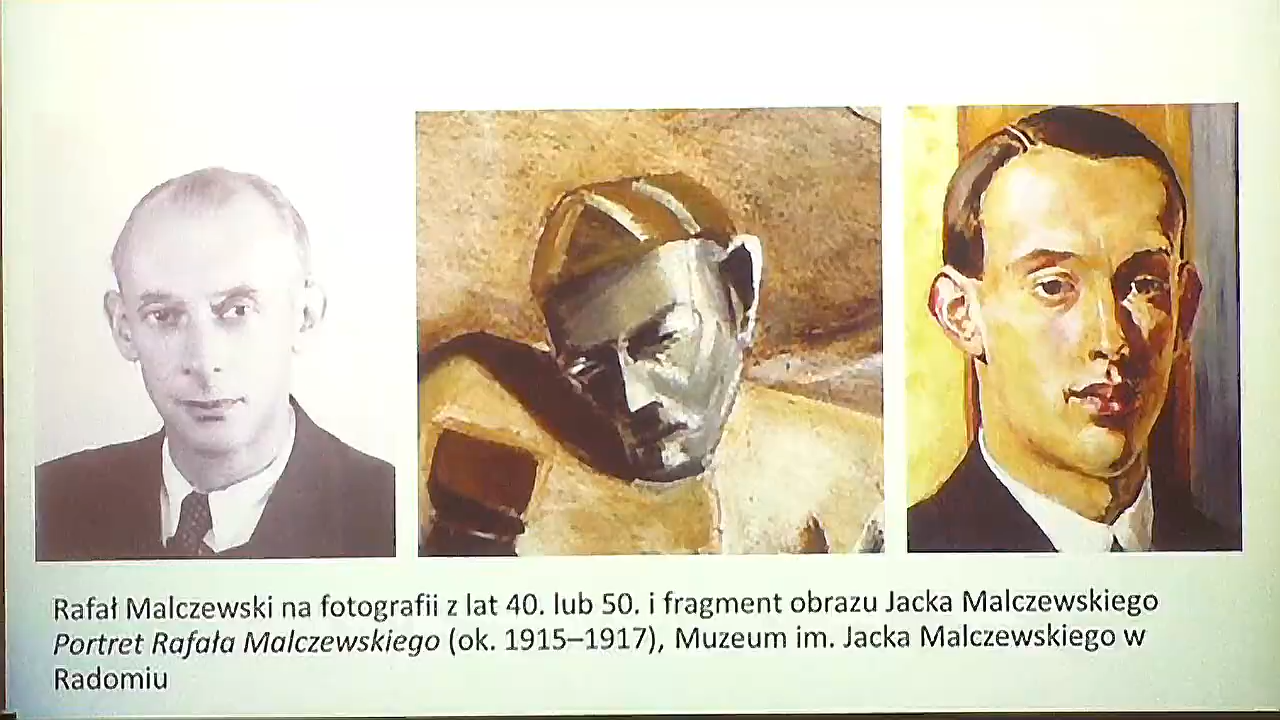 Rafał Malczewski na fotografii z lat 40. lub 50. i fragment obrazu Jacka Malczewskiego
Portret Rafała Malczewskiego (ok. 1915–1917), Muzeum im. Jacka Malczewskiego w
Radomiu